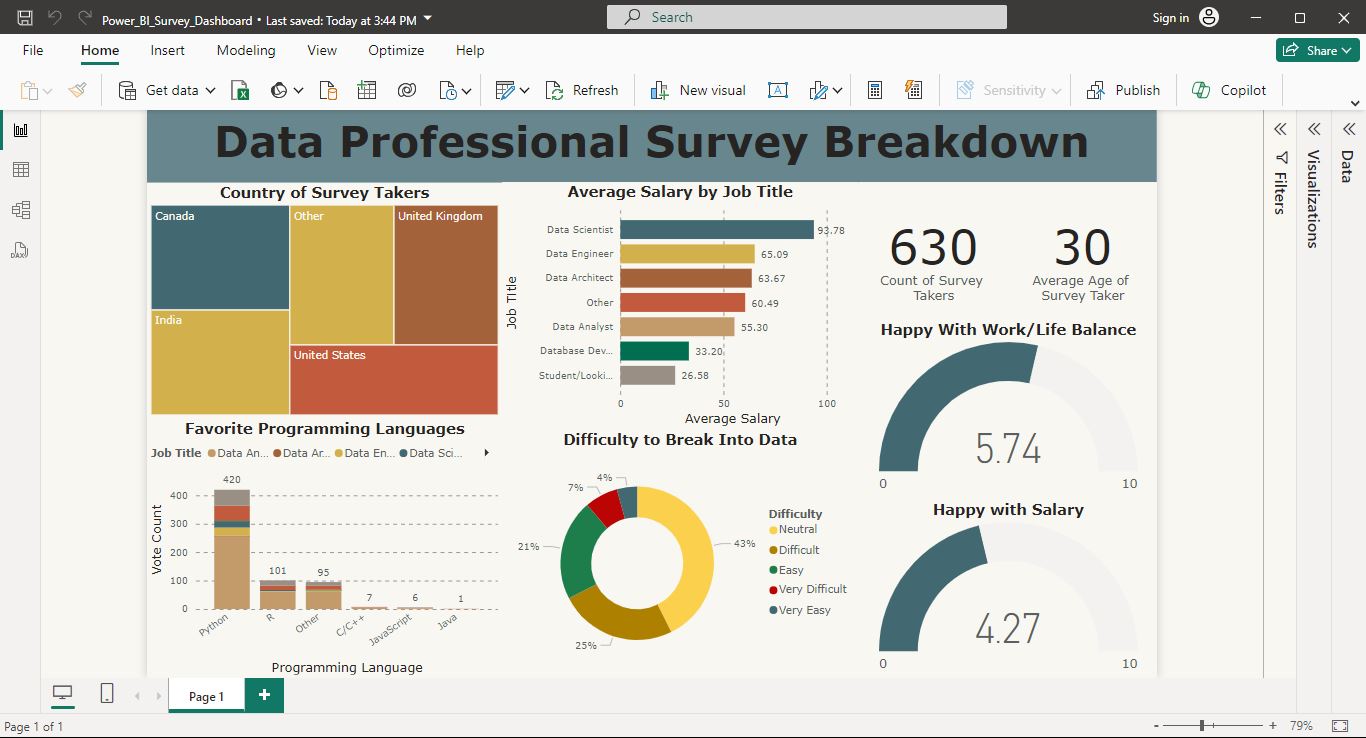 Power_BI_Survey_Dashboard • Last saved: Today at 3:44 PM
Search
Sign in
File Home Insert Modeling View Optimize Help
Share
Get data
Refresh
New visual
Sensitivity
Publish
Copilot
Data Professional Survey Breakdown
Country of Survey Takers
Canada
Other
United Kingdom
India
United States
Average Salary by Job Title
Job Title
Data Scientist 93.78
Data Engineer 65.09
Data Architect 63.67
Other 60.49
Data Analyst 55.30
Database Dev... 33.20
Student/Looki... 26.58
0 50 100
Average Salary
630
Count of Survey
Takers
30
Average Age of
Survey Taker
Happy With Work/Life Balance
5.74
0 10
Happy with Salary
4.27
0 10
Favorite Programming Languages
Job Title Data An... Data Ar... Data En... Data Sci...
Vote Count
400
300
200
100
0
420
101
95
7
6
1
Python
R
Other
C/C++
JavaScript
Java
Programming Language
Difficulty to Break Into Data
4%
7%
21%
43%
25%
Difficulty
Neutral
Difficult
Easy
Very Difficult
Very Easy
Filters
Visualizations
Data
DAX
Page 1
+
Page 1 of 1
- + 79%